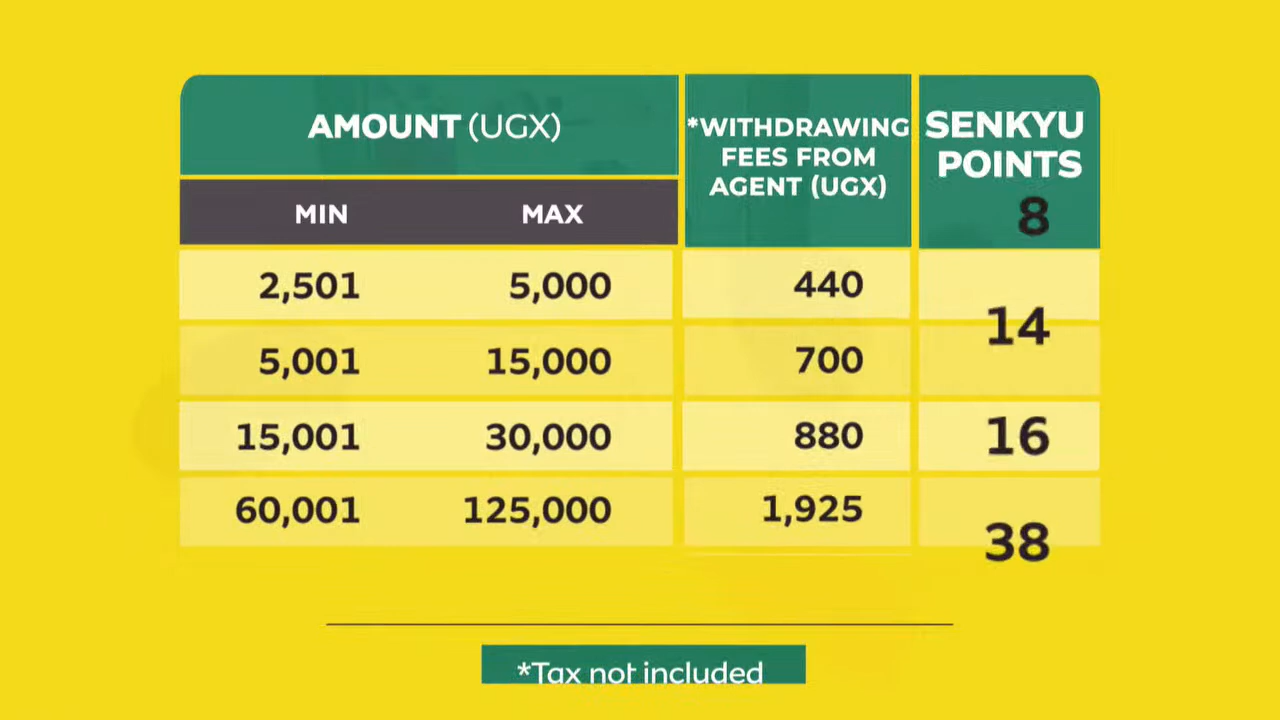 AMOUNT (UGX)
MIN MAX
*WITHDRAWING
FEES FROM
AGENT (UGX)
SENKYU
POINTS
8
2,501 5,000 440
14
5,001 15,000 700
15,001 30,000 880 16
60,001 125,000 1,925
38
*Tax not included